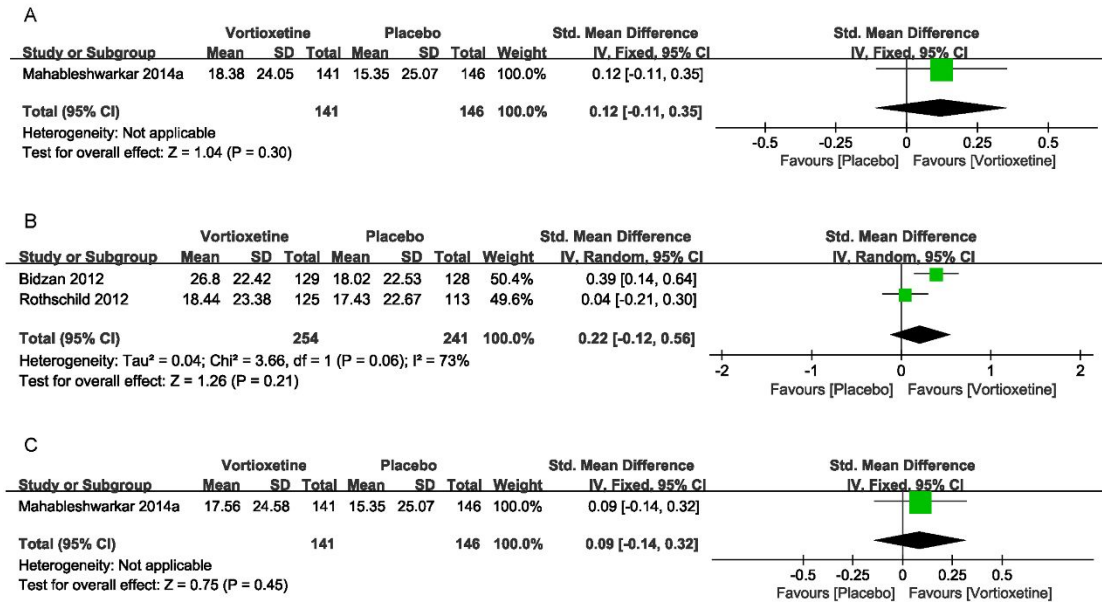 A
Vortioxetine Placebo Std. Mean Difference Std. Mean Difference
Study or Subgroup Mean SD Total Mean SD Total Weight IV, Fixed, 95% CI IV, Fixed, 95% CI
Mahableshwarkar 2014a 18.38 24.05 141 15.35 25.07 146 100.0% 0.12 [-0.11, 0.35]
Total (95% CI) 141 146 100.0% 0.12 [-0.11, 0.35]
Heterogeneity: Not applicable
Test for overall effect: Z = 1.04 (P = 0.30)
-0.5 -0.25 0 0.25 0.5
Favours [Placebo] Favours [Vortioxetine]
B
Vortioxetine Placebo Std. Mean Difference Std. Mean Difference
Study or Subgroup Mean SD Total Mean SD Total Weight IV, Random, 95% CI IV, Random, 95% CI
Bidzan 2012 26.8 22.42 129 18.02 22.53 128 50.4% 0.39 [0.14, 0.64]
Rothschild 2012 18.44 23.38 125 17.43 22.67 113 49.6% 0.04 [-0.21, 0.30]
Total (95% CI) 254 241 100.0% 0.22 [-0.12, 0.56]
Heterogeneity: Tau² = 0.04; Chi² = 3.66, df = 1 (P = 0.06); I² = 73%
Test for overall effect: Z = 1.26 (P = 0.21)
-2 -1 0 1 2
Favours [Placebo] Favours [Vortioxetine]
C
Vortioxetine Placebo Std. Mean Difference Std. Mean Difference
Study or Subgroup Mean SD Total Mean SD Total Weight IV, Fixed, 95% CI IV, Fixed, 95% CI
Mahableshwarkar 2014a 17.56 24.58 141 15.35 25.07 146 100.0% 0.09 [-0.14, 0.32]
Total (95% CI) 141 146 100.0% 0.09 [-0.14, 0.32]
Heterogeneity: Not applicable
Test for overall effect: Z = 0.75 (P = 0.45)
-0.5 -0.25 0 0.25 0.5
Favours [Placebo] Favours [Vortioxetine]